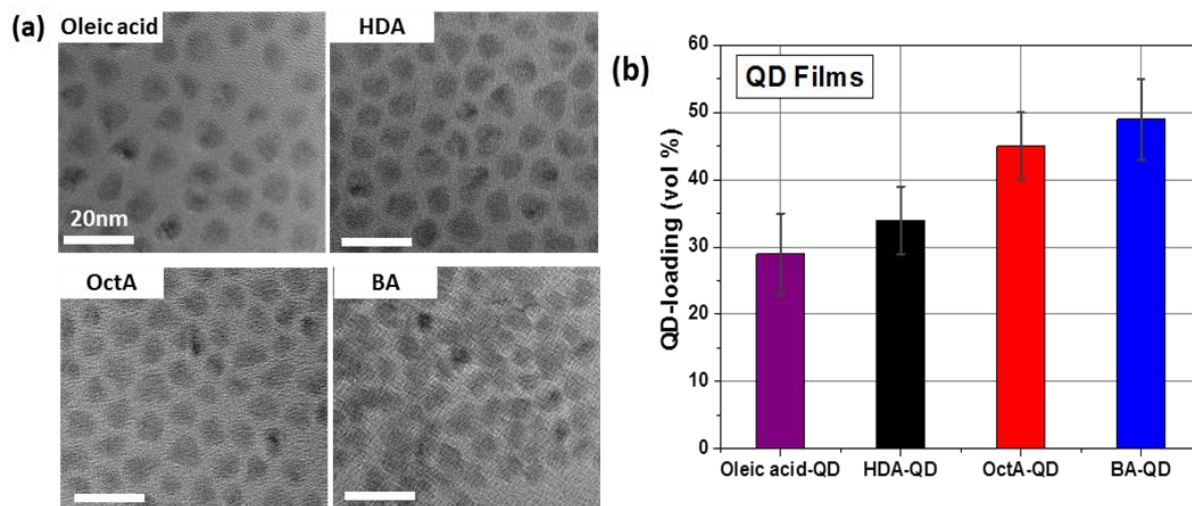 (a)
Oleic acid
HDA
20nm
OctA
BA
(b)
QD Films
QD-loading (vol %)
60
50
40
30
20
10
0
Oleic acid-QD
HDA-QD
OctA-QD
BA-QD